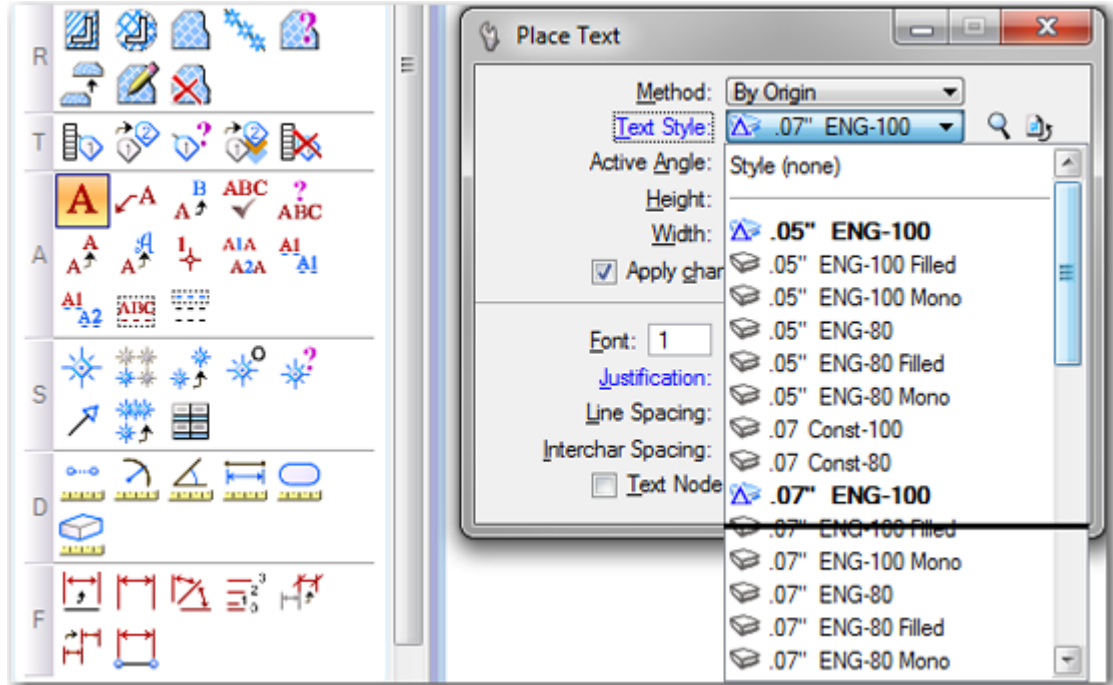 R
T
A
S
D
F
Place Text
Method: By Origin
Text Style: .07" ENG-100
Active Angle:
Height:
Width:
Apply char
Font: 1
Justification:
Line Spacing:
Interchar Spacing:
Text Node
Style (none)
.05" ENG-100
.05" ENG-100 Filled
.05" ENG-100 Mono
.05" ENG-80
.05" ENG-80 Filled
.05" ENG-80 Mono
.07 Const-100
.07 Const-80
.07" ENG-100
.07" ENG-100 Filled
.07" ENG-100 Mono
.07" ENG-80
.07" ENG-80 Filled
.07" ENG-80 Mono